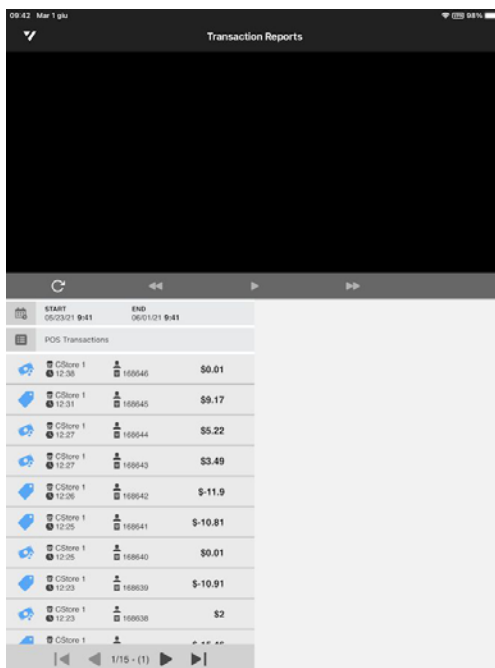 09:42 Mar 1 giu
VPN 98%
Transaction Reports
START
05/23/21 9:41
END
06/01/21 9:41
POS Transactions
CStore 1
12:38
168646
$0.01
CStore 1
12:31
168645
$9.17
CStore 1
12:27
168644
$5.22
CStore 1
12:27
168643
$3.49
CStore 1
12:26
168642
$-11.9
CStore 1
12:25
168641
$-10.81
CStore 1
12:25
168640
$0.01
CStore 1
12:23
168639
$-10.91
CStore 1
12:23
168638
$2
CStore 1
1/15 - (1)